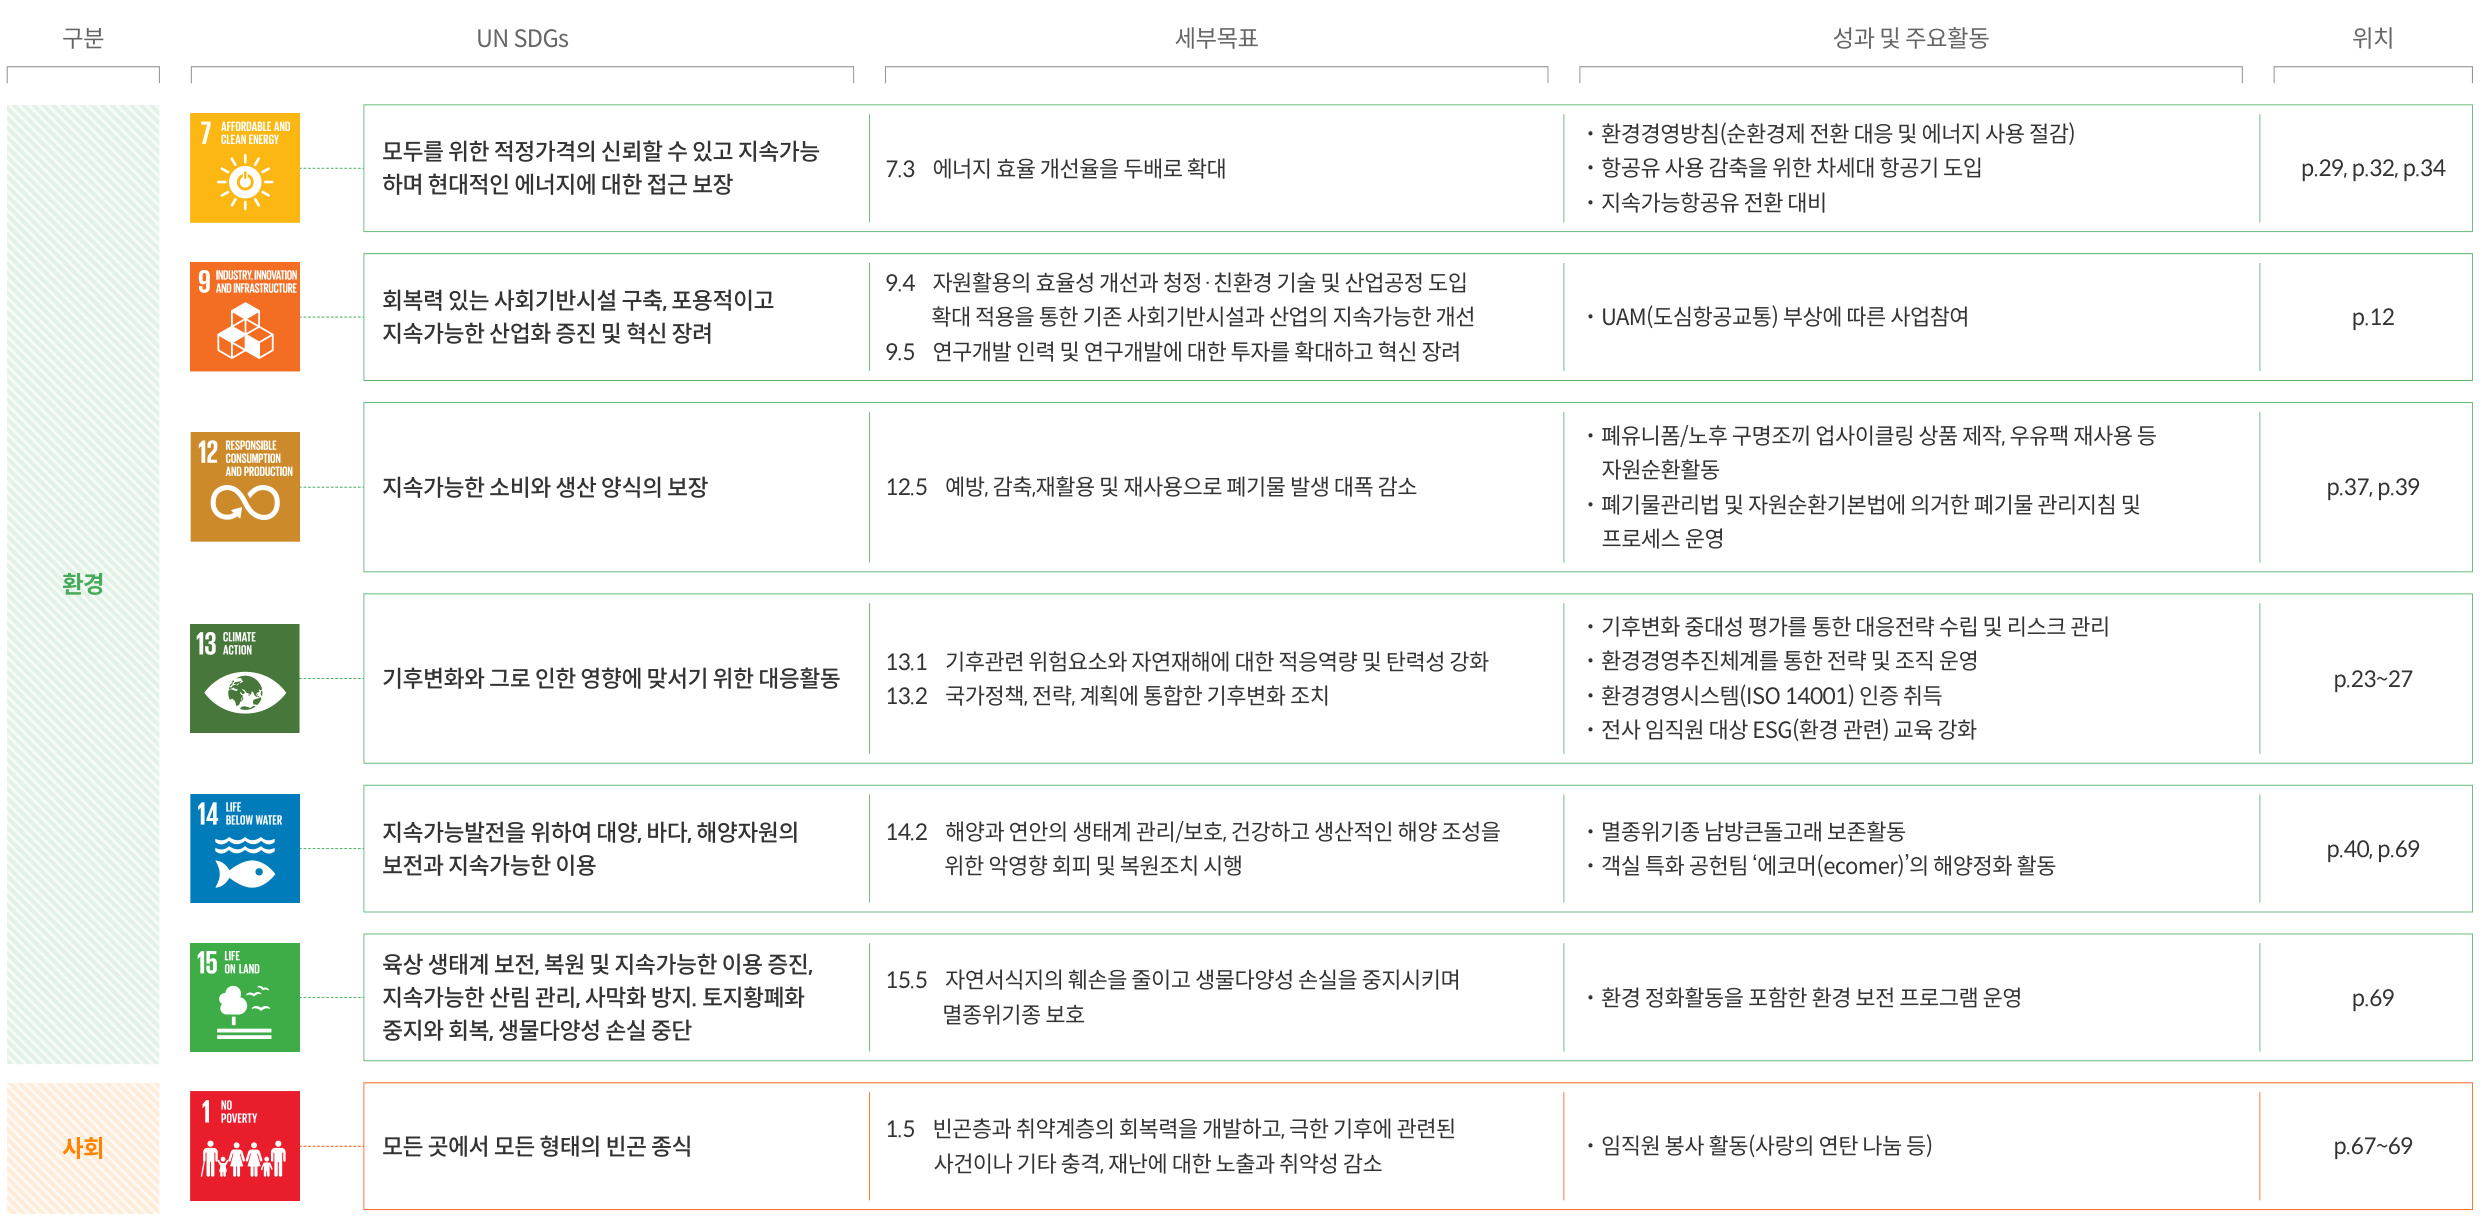 구분
UN SDGs
세부목표
성과 및 주요활동
위치
환경
7 AFFORDABLE AND
CLEAN ENERGY
모두를 위한 적정가격의 신뢰할 수 있고 지속가능
하며 현대적인 에너지에 대한 접근 보장
7.3 에너지 효율 개선율을 두배로 확대
• 환경경영방침(순환경제 전환 대응 및 에너지 사용 절감)
• 항공유 사용 감축을 위한 차세대 항공기 도입
• 지속가능항공유 전환 대비
p.29, p.32, p.34
9 INDUSTRY, INNOVATION
AND INFRASTRUCTURE
회복력 있는 사회기반시설 구축, 포용적이고
지속가능한 산업화 증진 및 혁신 장려
9.4 자원활용의 효율성 개선과 청정·친환경 기술 및 산업공정 도입
확대 적용을 통한 기존 사회기반시설과 산업의 지속가능한 개선
9.5 연구개발 인력 및 연구개발에 대한 투자를 확대하고 혁신 장려
• UAM(도심항공교통) 부상에 따른 사업참여
p.12
12 RESPONSIBLE
CONSUMPTION
AND PRODUCTION
지속가능한 소비와 생산 양식의 보장
12.5 예방, 감축,재활용 및 재사용으로 폐기물 발생 대폭 감소
• 폐유니폼/노후 구명조끼 업사이클링 상품 제작, 우유팩 재사용 등
자원순환활동
• 폐기물관리법 및 자원순환기본법에 의거한 폐기물 관리지침 및
프로세스 운영
p.37, p.39
13 CLIMATE
ACTION
기후변화와 그로 인한 영향에 맞서기 위한 대응활동
13.1 기후관련 위험요소와 자연재해에 대한 적응역량 및 탄력성 강화
13.2 국가정책, 전략, 계획에 통합한 기후변화 조치
• 기후변화 중대성 평가를 통한 대응전략 수립 및 리스크 관리
• 환경경영추진체계를 통한 전략 및 조직 운영
• 환경경영시스템(ISO 14001) 인증 취득
• 전사 임직원 대상 ESG(환경 관련) 교육 강화
p.23~27
14 LIFE
BELOW WATER
지속가능발전을 위하여 대양, 바다, 해양자원의
보전과 지속가능한 이용
14.2 해양과 연안의 생태계 관리/보호, 건강하고 생산적인 해양 조성을
위한 악영향 회피 및 복원조치 시행
• 멸종위기종 남방큰돌고래 보존활동
• 객실 특화 공헌팀 ‘에코머(ecomer)’의 해양정화 활동
p.40, p.69
15 LIFE
ON LAND
육상 생태계 보전, 복원 및 지속가능한 이용 증진,
지속가능한 산림 관리, 사막화 방지. 토지황폐화
중지와 회복, 생물다양성 손실 중단
15.5 자연서식지의 훼손을 줄이고 생물다양성 손실을 중지시키며
멸종위기종 보호
• 환경 정화활동을 포함한 환경 보전 프로그램 운영
p.69
사회
1 NO
POVERTY
모든 곳에서 모든 형태의 빈곤 종식
1.5 빈곤층과 취약계층의 회복력을 개발하고, 극한 기후에 관련된
사건이나 기타 충격, 재난에 대한 노출과 취약성 감소
• 임직원 봉사 활동(사랑의 연탄 나눔 등)
p.67~69